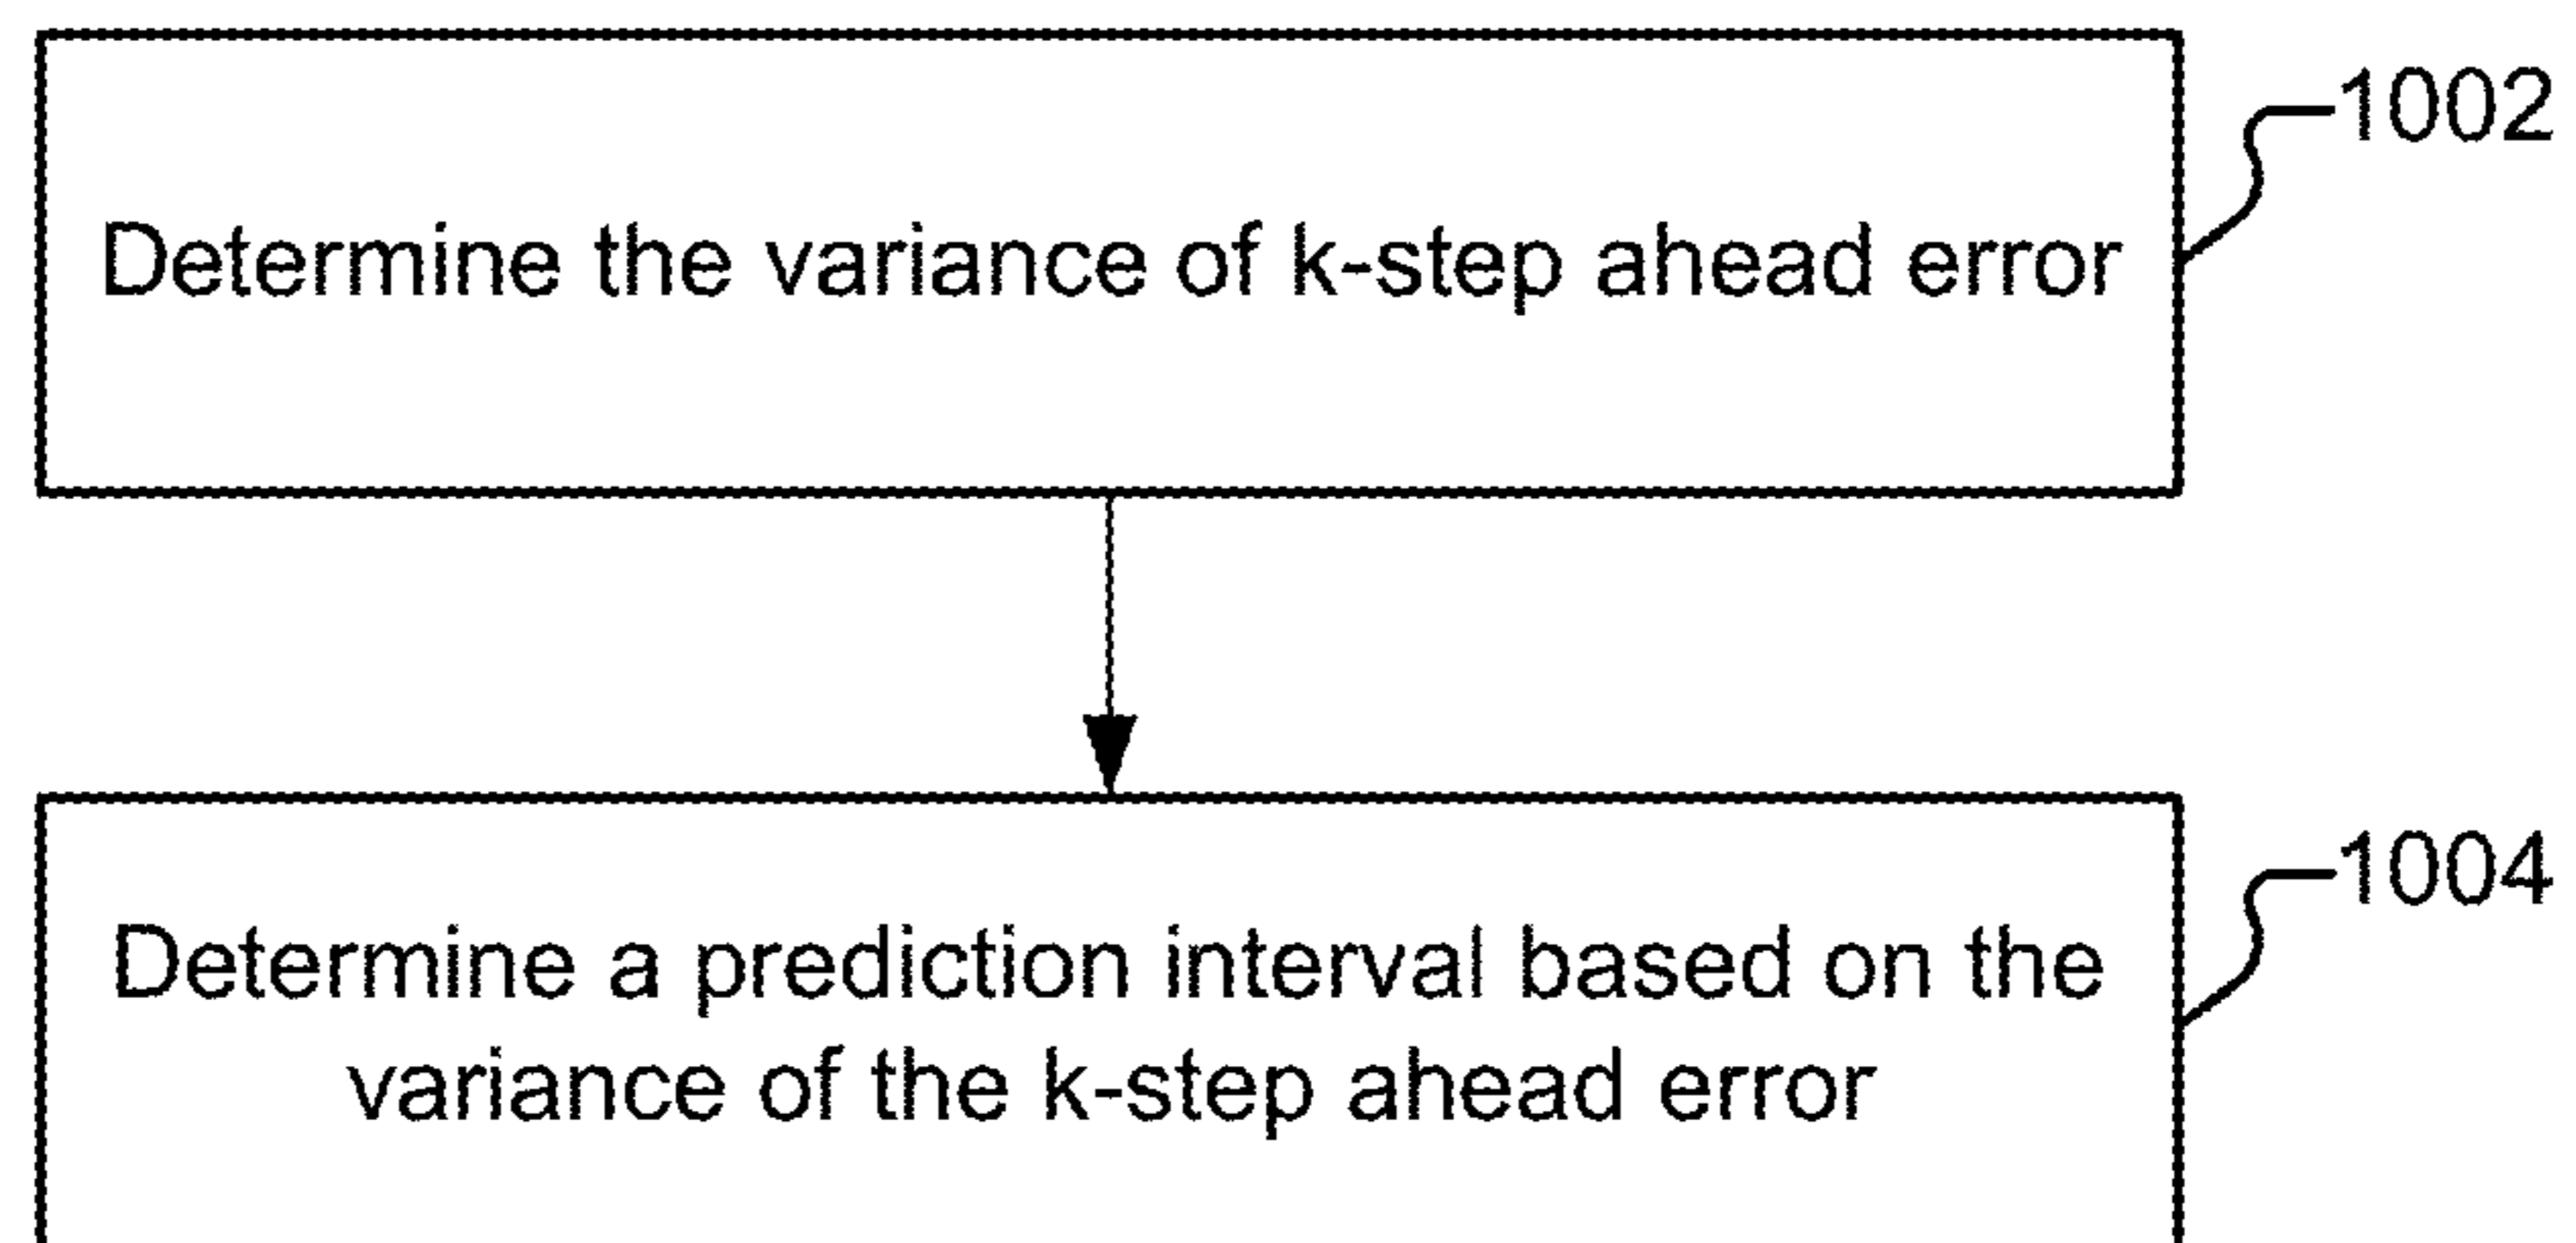 1002
Determine the variance of k-step ahead error
1004
Determine a prediction interval based on the
variance of the k-step ahead error